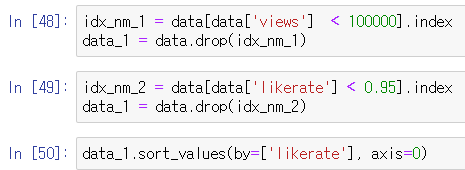 In [48]: idx_nm_1 = data[data['views']  < 100000].index
data_1 = data.drop(idx_nm_1)
In [49]: idx_nm_2 = data[data['likerate'] < 0.95].index
data_1 = data.drop(idx_nm_2)
In [50]: data_1.sort_values(by=['likerate'], axis=0)